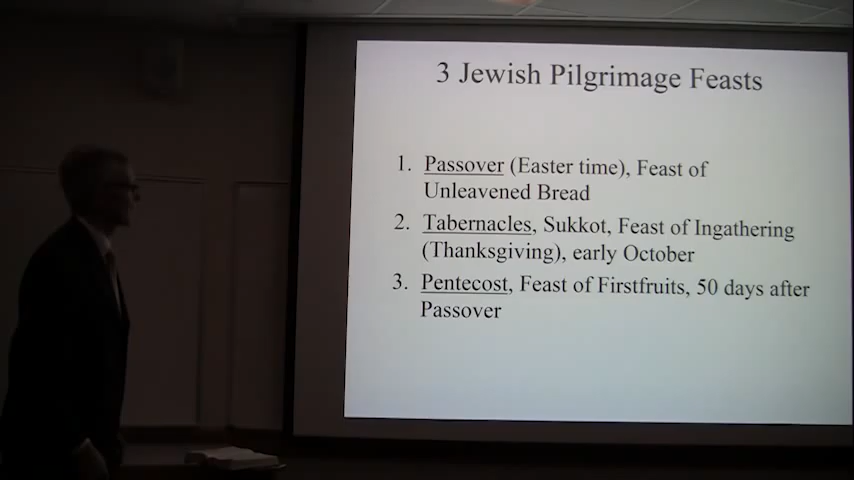 3 Jewish Pilgrimage Feasts
1. Passover (Easter time), Feast of
Unleavened Bread
2. Tabernacles, Sukkot, Feast of Ingathering
(Thanksgiving), early October
3. Pentecost, Feast of Firstfruits, 50 days after
Passover